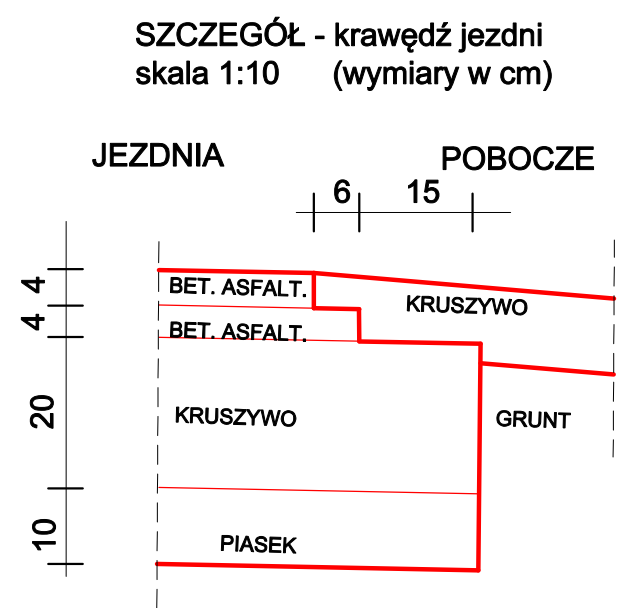 SZCZEGÓŁ - krawędź jezdni
skala 1:10 (wymiary w cm)
JEZDNIA POBOCZE
6 15
4
BET. ASFALT.
KRUSZYWO
4
BET. ASFALT.
20
KRUSZYWO
GRUNT
10
PIASEK